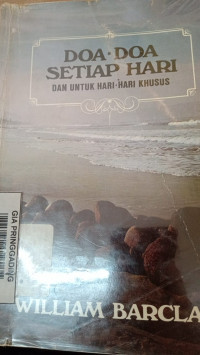 DOA·DOA
SETIAP HARI
DAN UNTUK HARI·HARI KHUSUS
GIA PRINGGADING
WILLIAM BARCLA